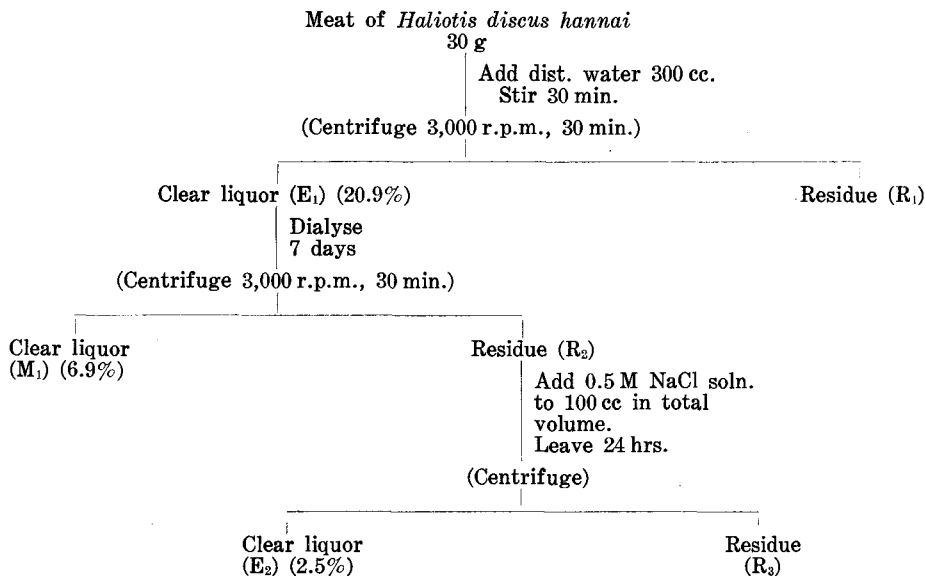 Meat of Haliotis discus hannai
30 g
Add dist. water 300 cc.
Stir 30 min.
(Centrifuge 3,000 r.p.m., 30 min.)
Clear liquor (E₁) (20.9%)
Residue (R₁)
Dialyse
7 days
(Centrifuge 3,000 r.p.m., 30 min.)
Clear liquor
(M₁) (6.9%)
Residue (R₂)
Add 0.5 M NaCl soln.
to 100 cc in total
volume.
Leave 24 hrs.
(Centrifuge)
Clear liquor
(E₂) (2.5%)
Residue
(R₃)